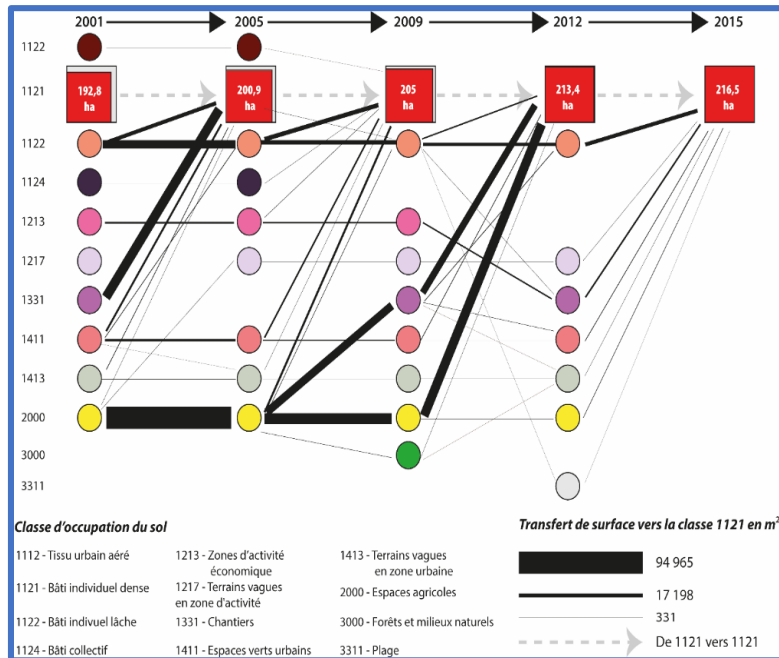 2001 2005 2009 2012 2015
1122
1121
192,8 ha
200,9 ha
205 ha
213,4 ha
216,5 ha
1122
1124
1213
1217
1331
1411
1413
2000
3000
3311
Classe d'occupation du sol
1112 - Tissu urbain aéré
1121 - Bâti individuel dense
1122 - Bâti indivuel lâche
1124 - Bâti collectif
1213 - Zones d'activité
économique
1217 - Terrains vagues
en zone d'activité
1331 - Chantiers
1411 - Espaces verts urbains
1413 - Terrains vagues
en zone urbaine
2000 - Espaces agricoles
3000 - Forêts et milieux naturels
3311 - Plage
Transfert de surface vers la classe 1121 en m²
94 965
17 198
331
De 1121 vers 1121